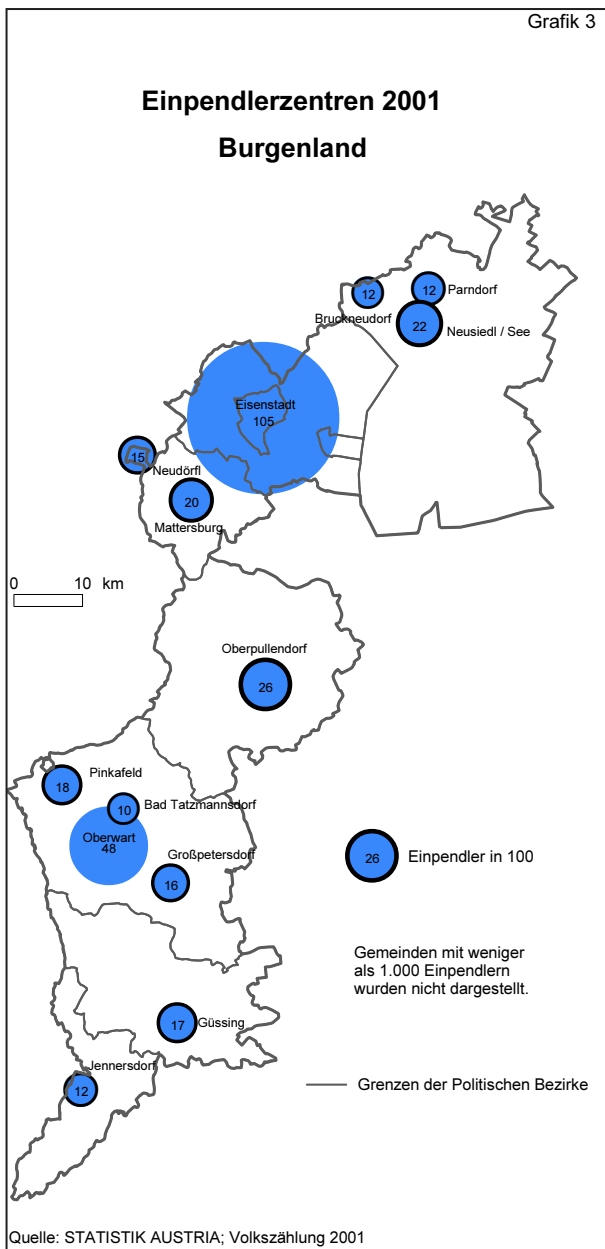 Grafik 3
Einpendlerzentren 2001
Burgenland
12
12
Parndorf
Bruckneudorf
22
Neusiedl / See
Eisenstadt
105
15
Neudörfl
20
Mattersburg
0 10 km
Oberpullendorf
26
Pinkafeld
18
10
Bad Tatzmannsdorf
Oberwart
48
Großpetersdorf
16
26
Einpendler in 100
Gemeinden mit weniger
als 1.000 Einpendlern
wurden nicht dargestellt.
17
Güssing
Jennersdorf
12
Grenzen der Politischen Bezirke
Quelle: STATISTIK AUSTRIA; Volkszählung 2001